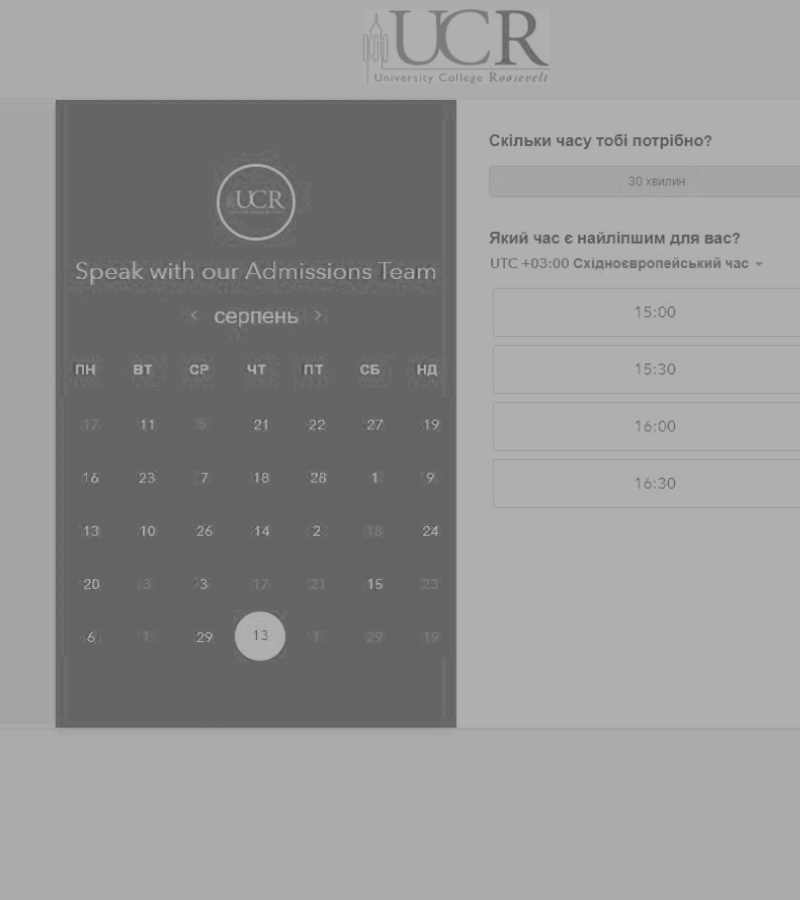 UCR
University College Roosevelt
UCR
Speak with our Admissions Team
< серпень >
ПН ВТ СР ЧТ ПТ СБ НД
17 11 5 21 22 27 19
16 23 7 18 28 1 9
13 10 26 14 2 18 24
20 3 3 17 21 15 23
6 1 29 13 1 29 19
Скільки часу тобі потрібно?
30 хвилин
Який час є найліпшим для вас?
UTC +03:00 Східноєвропейський час
15:00
15:30
16:00
16:30